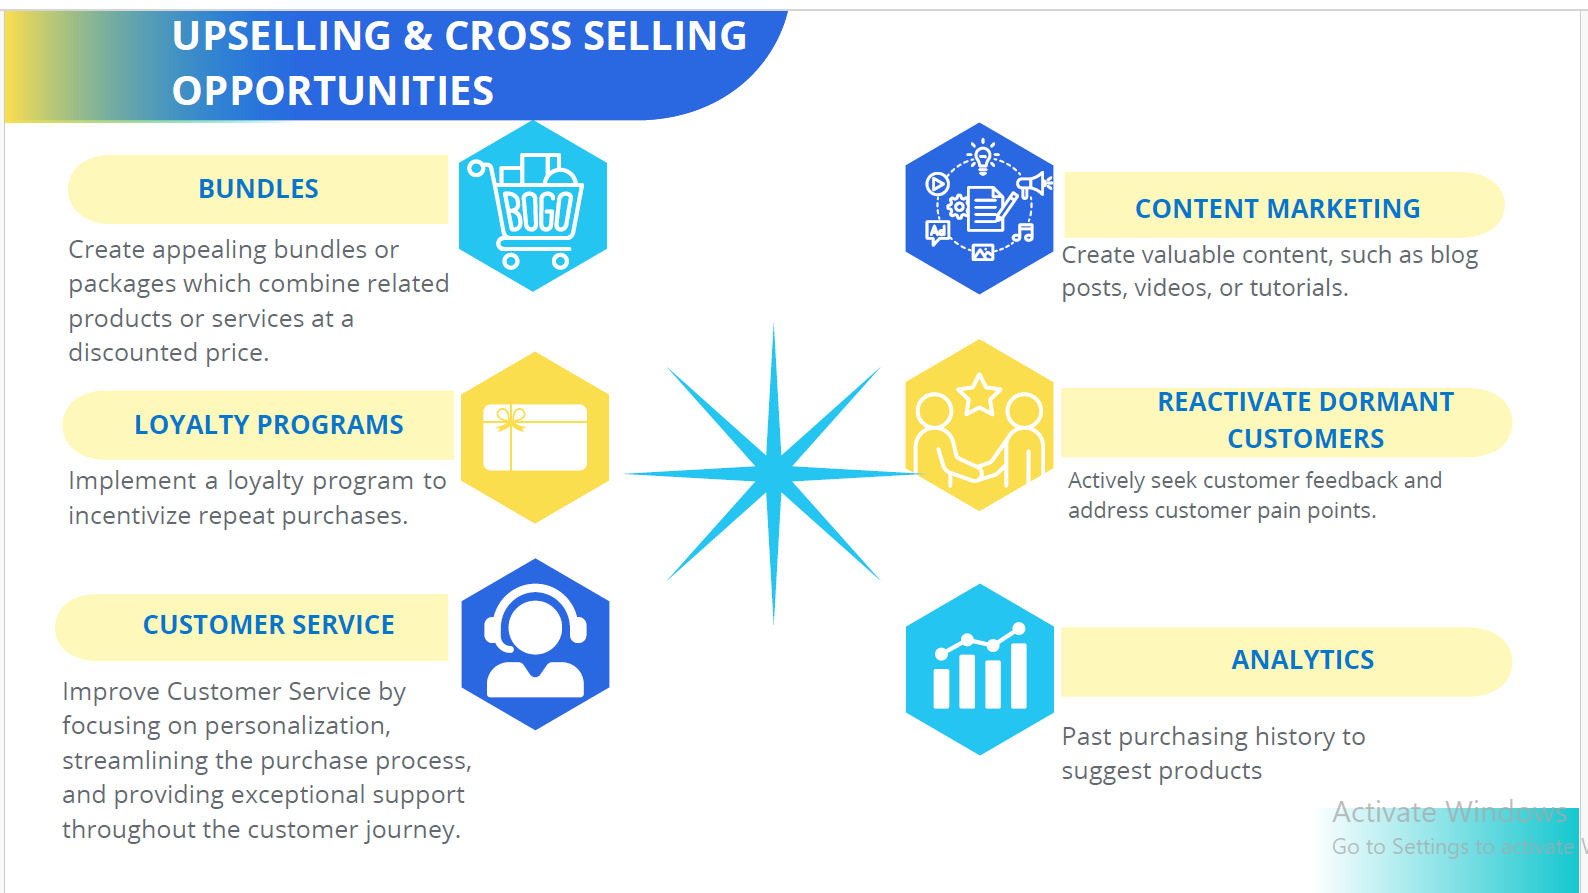 UPSELLING & CROSS SELLING
OPPORTUNITIES
BUNDLES
Create appealing bundles or
packages which combine related
products or services at a
discounted price.
BOGO
LOYALTY PROGRAMS
Implement a loyalty program to
incentivize repeat purchases.
CUSTOMER SERVICE
Improve Customer Service by
focusing on personalization,
streamlining the purchase process,
and providing exceptional support
throughout the customer journey.
Ad
CONTENT MARKETING
Create valuable content, such as blog
posts, videos, or tutorials.
REACTIVATE DORMANT
CUSTOMERS
Actively seek customer feedback and
address customer pain points.
ANALYTICS
Past purchasing history to
suggest products
Activate Windows
Go to Settings to activate W